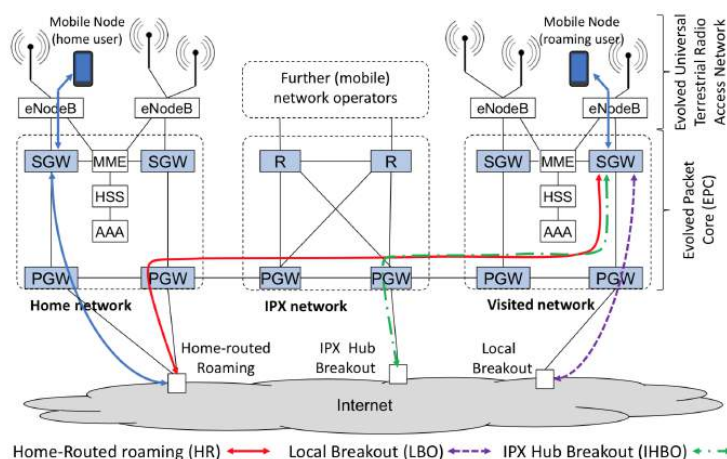 Mobile Node
(home user)
Mobile Node
(roaming user)
Further (mobile)
network operators
eNodeB
eNodeB
eNodeB
eNodeB
Evolved Universal
Terrestrial Radio
Access Network
SGW
MME
SGW
R
R
SGW
MME
SGW
HSS
HSS
AAA
AAA
Evolved Packet
Core (EPC)
PGW
PGW
PGW
PGW
PGW
PGW
Home network
IPX network
Visited network
Home-routed
Roaming
IPX Hub
Breakout
Local
Breakout
Internet
Home-Routed roaming (HR)
Local Breakout (LBO)
IPX Hub Breakout (IHBO)